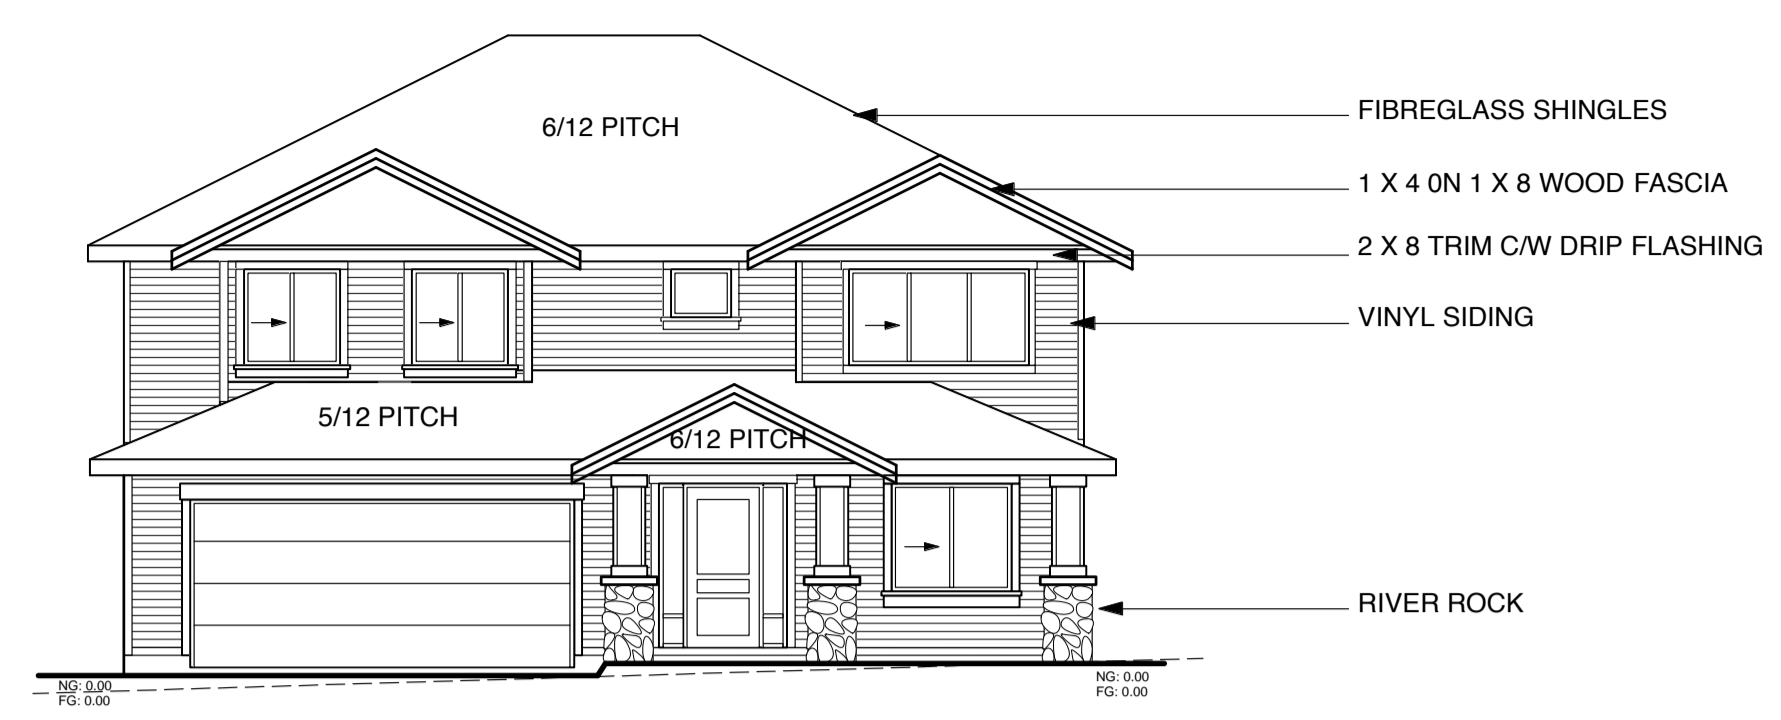 6/12 PITCH
FIBREGLASS SHINGLES
1 X 4 0N 1 X 8 WOOD FASCIA
2 X 8 TRIM C/W DRIP FLASHING
VINYL SIDING
5/12 PITCH
6/12 PITCH
RIVER ROCK
NG: 0.00
FG: 0.00
NG: 0.00
FG: 0.00